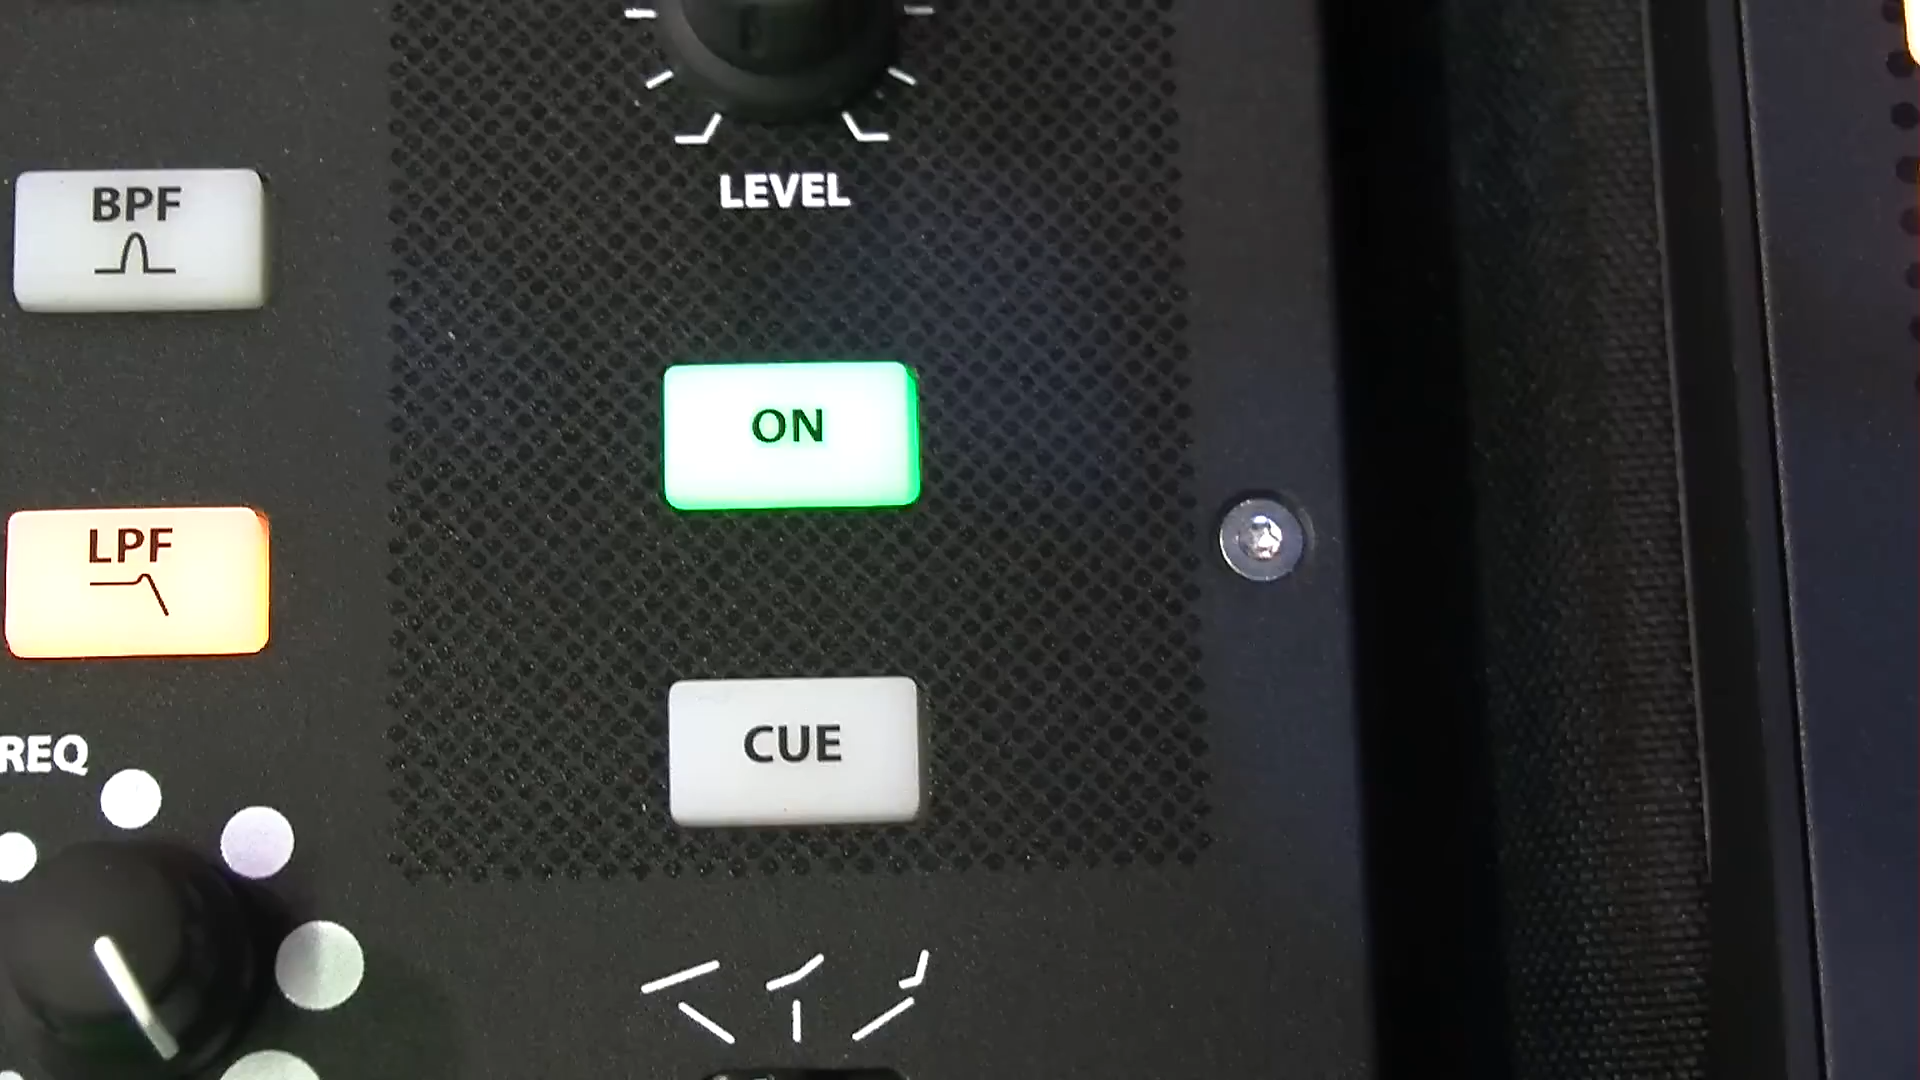 LEVEL
BPF
ON
LPF
CUE
REQ